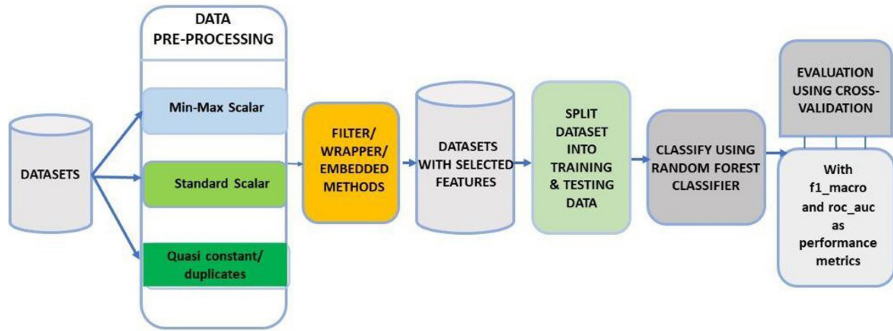 DATASETS
DATA
PRE-PROCESSING
Min-Max Scalar
Standard Scalar
Quasi constant/
duplicates
FILTER/
WRAPPER/
EMBEDDED
METHODS
DATASETS
WITH SELECTED
FEATURES
SPLIT
DATASET
INTO
TRAINING
& TESTING
DATA
CLASSIFY USING
RANDOM FOREST
CLASSIFIER
EVALUATION
USING CROSS-
VALIDATION
With
f1_macro
and roc_auc
as
performance
metrics